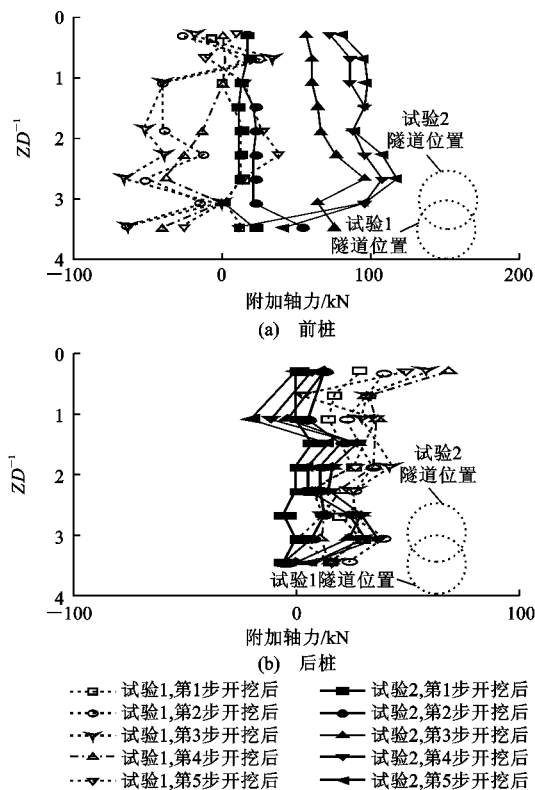 0
1
2
3
4
ZD⁻¹
试验2
隧道位置
试验1
隧道位置
−100 0 100 200
附加轴力/kN
(a) 前桩
0
1
2
3
4
ZD⁻¹
试验2
隧道位置
试验1隧道位置
−100 0 100
附加轴力/kN
(b) 后桩
试验1,第1步开挖后 试验2,第1步开挖后
试验1,第2步开挖后 试验2,第2步开挖后
试验1,第3步开挖后 试验2,第3步开挖后
试验1,第4步开挖后 试验2,第4步开挖后
试验1,第5步开挖后 试验2,第5步开挖后